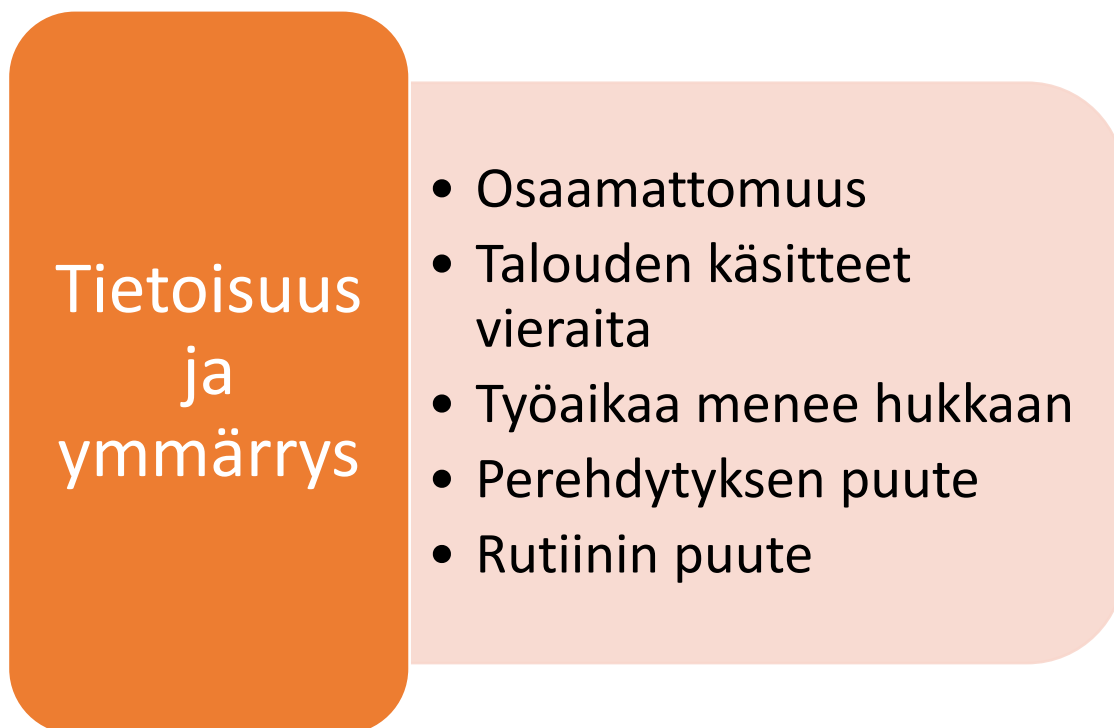 Tietoisuus
ja
ymmärrys
• Osaamattomuus
• Talouden käsitteet
vieraita
• Työaikaa menee hukkaan
• Perehdytyksen puute
• Rutiinin puute